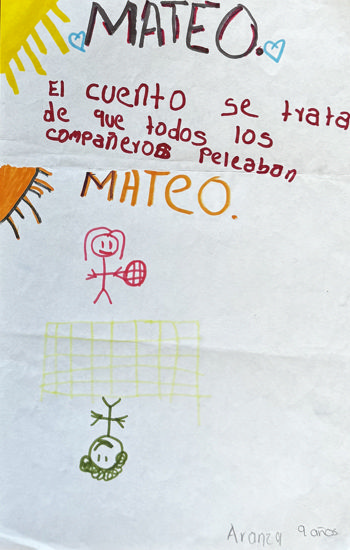 MATEO.
El cuento se trata
de que todos los
compañeros peleaban
MATEO.
Aranza 9 años